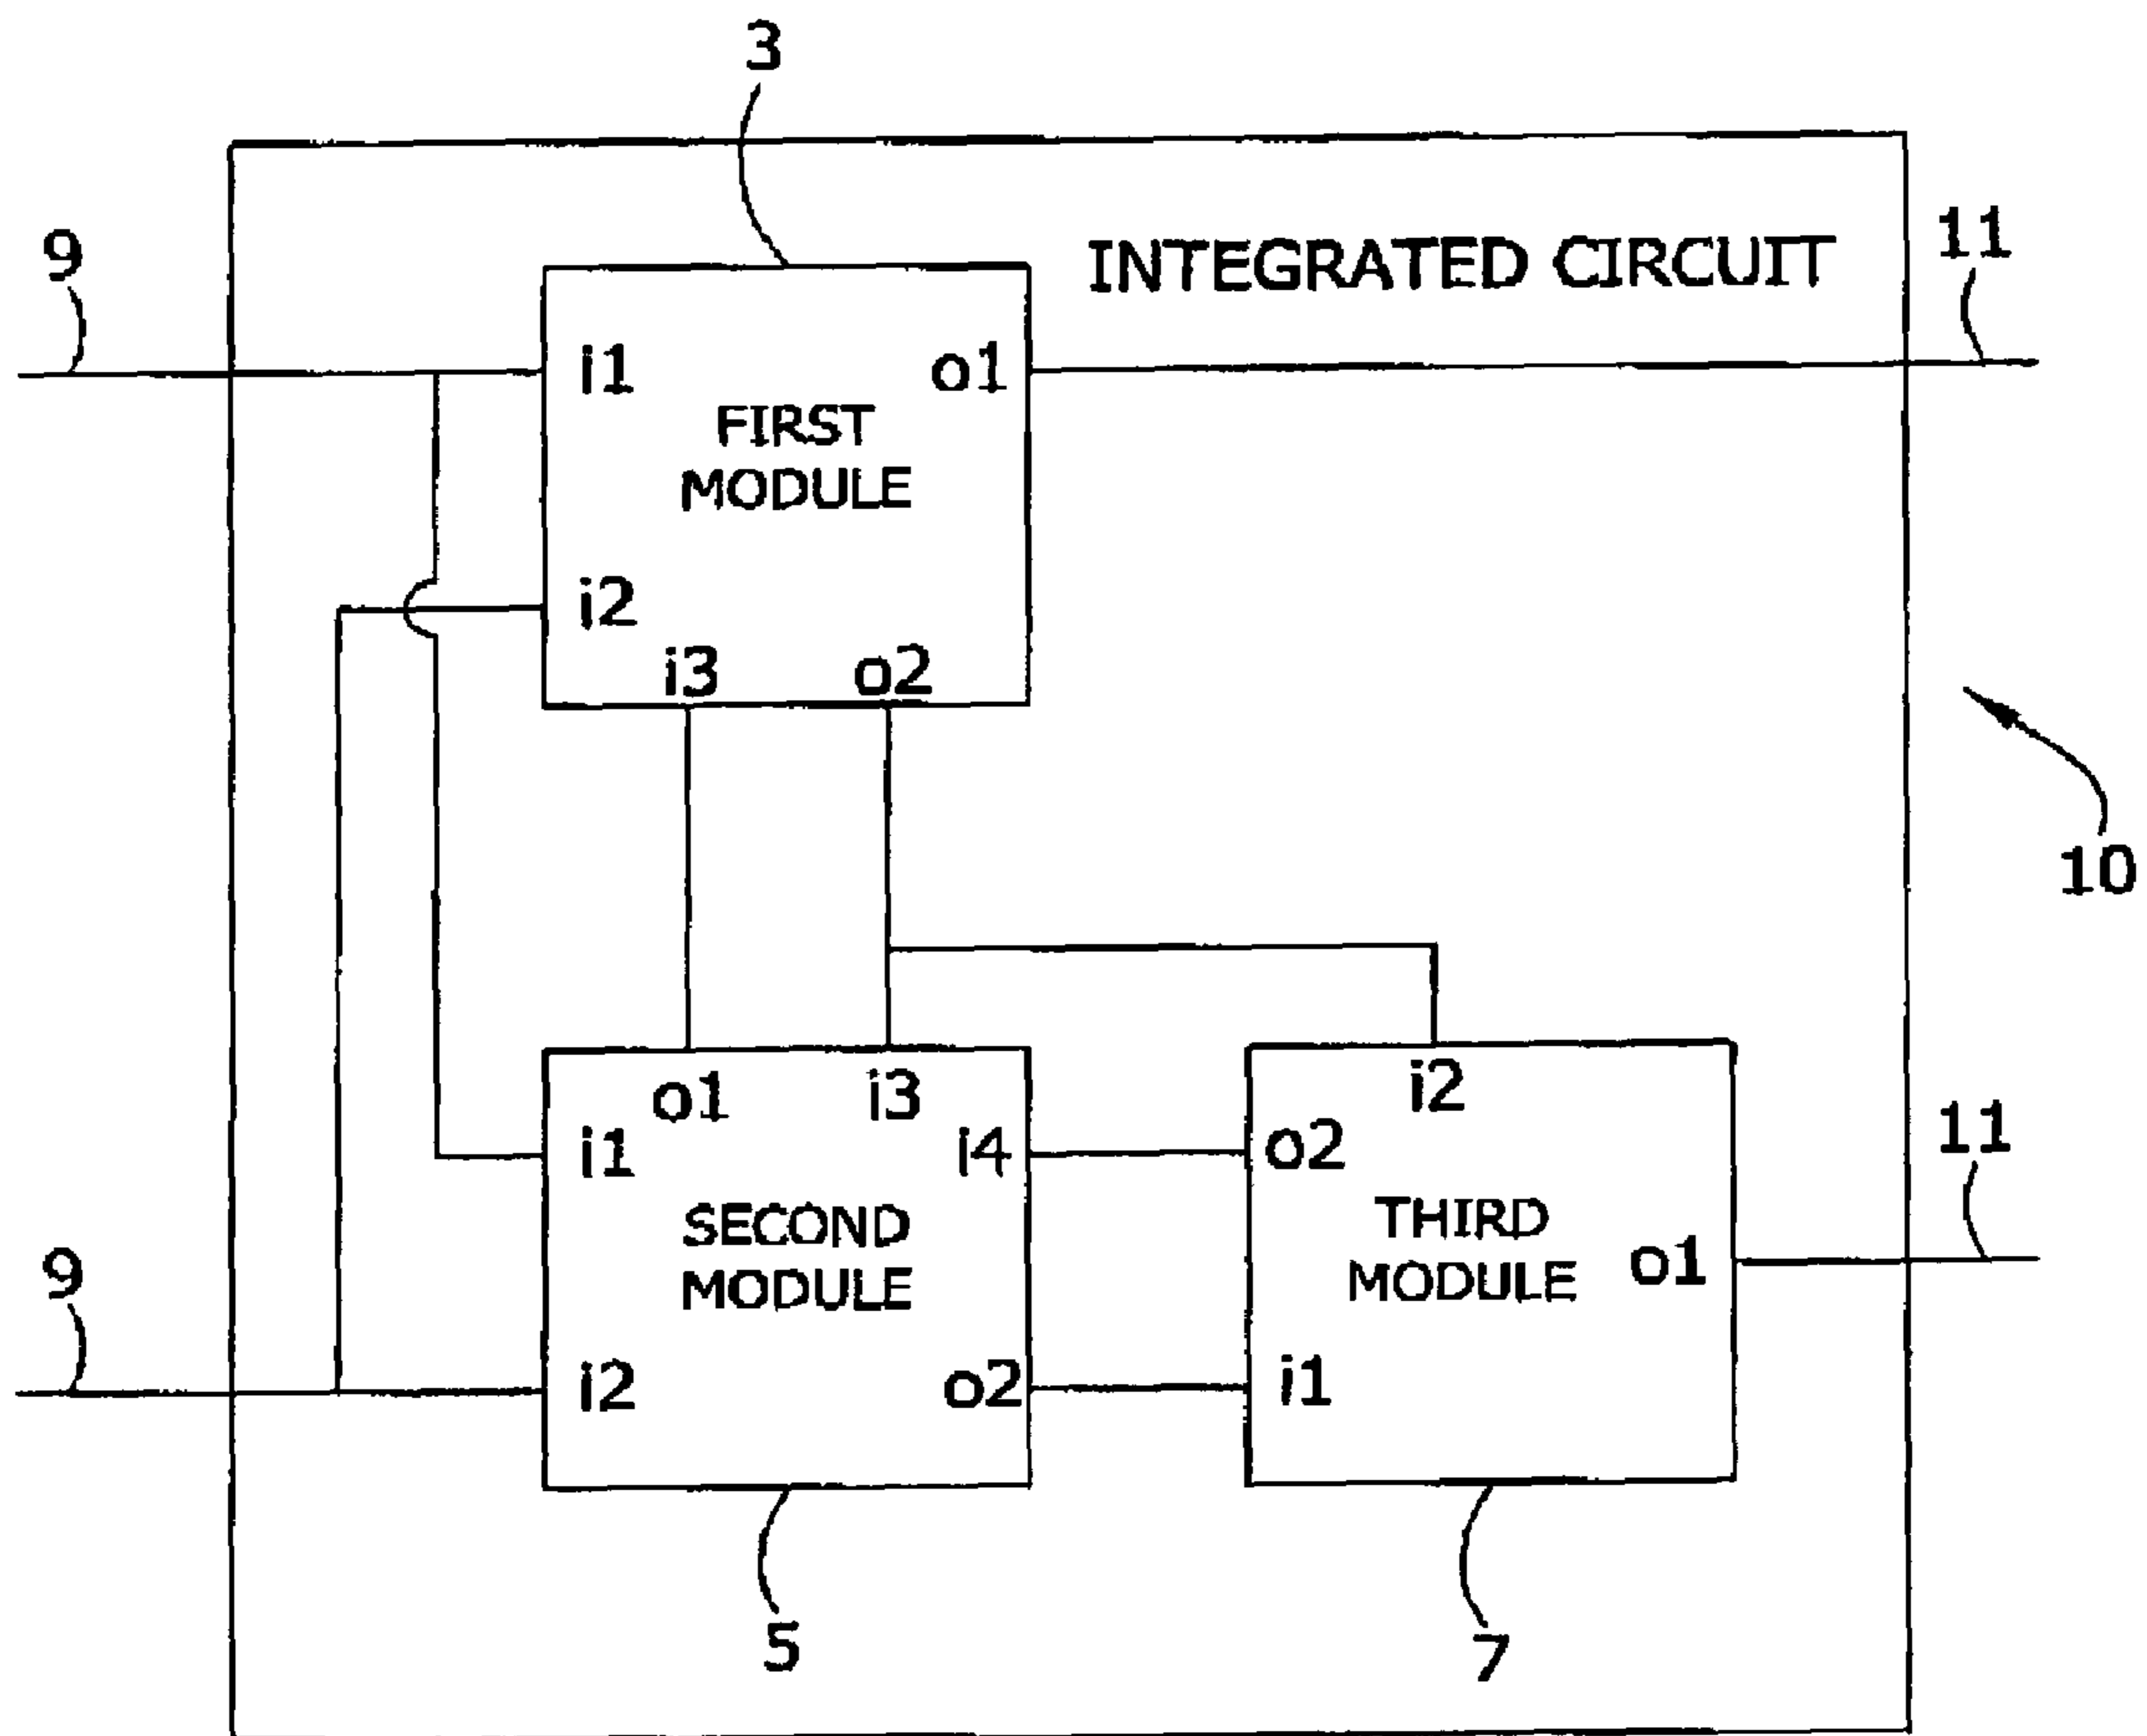 3
INTEGRATED CIRCUIT
9
11
i1
o1
FIRST
MODULE
i2
i3
o2
10
o1
i3
i2
i1
i4
o2
11
SECOND
MODULE
THIRD
MODULE
o1
9
i2
o2
i1
5
7